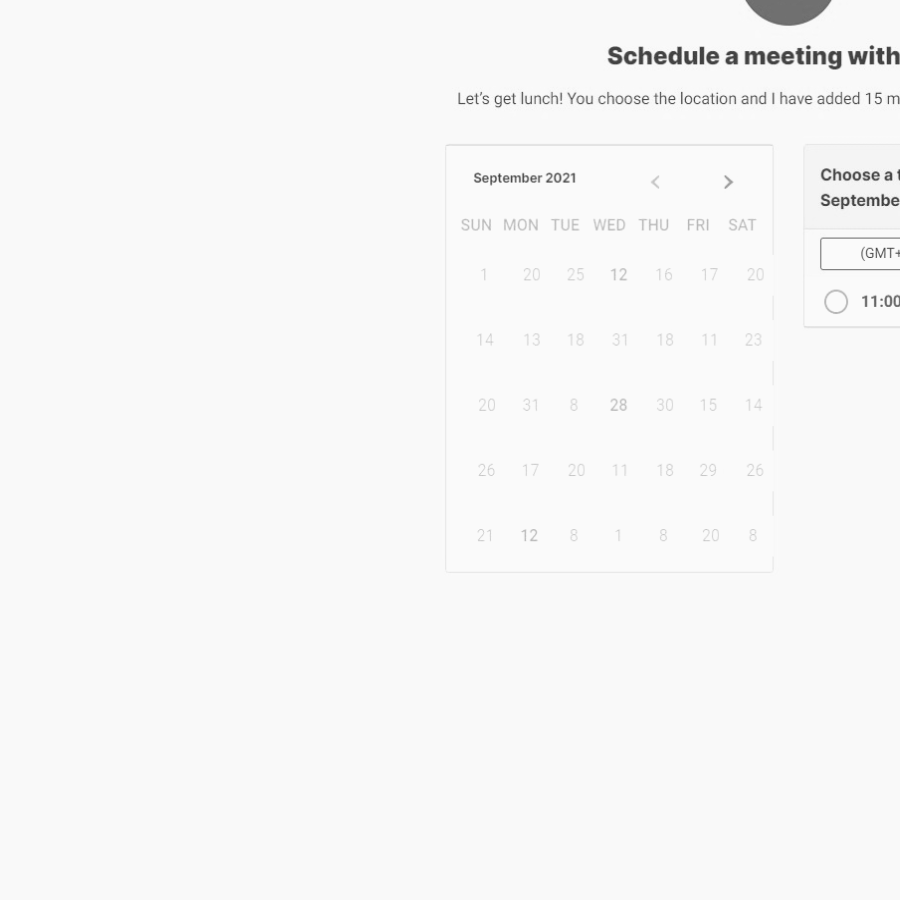 Schedule a meeting with
Let's get lunch! You choose the location and I have added 15 m
September 2021
SUN MON TUE WED THU FRI SAT
1 20 25 12 16 17 20
14 13 18 31 18 11 23
20 31 8 28 30 15 14
26 17 20 11 18 29 26
21 12 8 1 8 20 8
Choose a t
Septembe
(GMT+
11:00